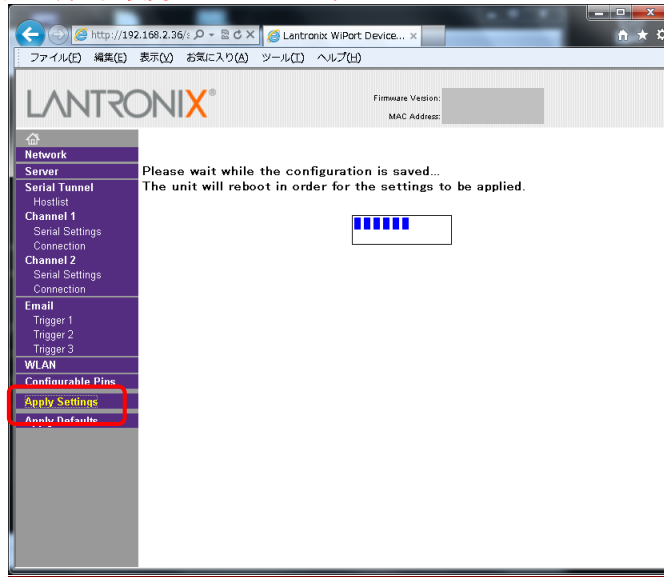 http://192.168.2.36/s
Lantronix WiPort Device...
ファイル(F) 編集(E) 表示(V) お気に入り(A) ツール(T) ヘルプ(H)
LANTRONIX®
Firmware Version:
MAC Address:
Network
Server
Serial Tunnel
Hostlist
Channel 1
Serial Settings
Connection
Channel 2
Serial Settings
Connection
Email
Trigger 1
Trigger 2
Trigger 3
WLAN
Configurable Pins
Apply Settings
Apply Defaults
Please wait while the configuration is saved...
The unit will reboot in order for the settings to be applied.